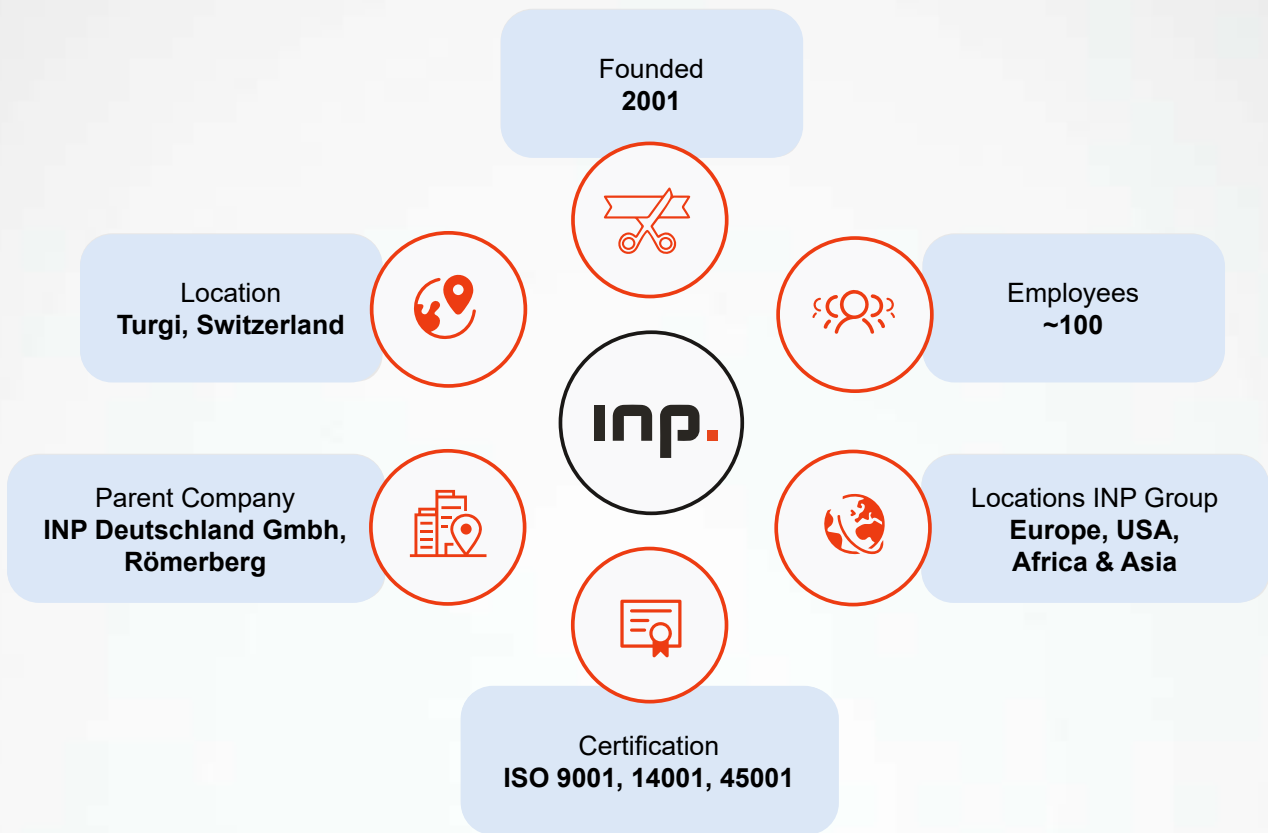 Founded
2001
Location
Turgi, Switzerland
Employees
~100
inp.
Parent Company
INP Deutschland Gmbh,
Römerberg
Locations INP Group
Europe, USA,
Africa & Asia
Certification
ISO 9001, 14001, 45001